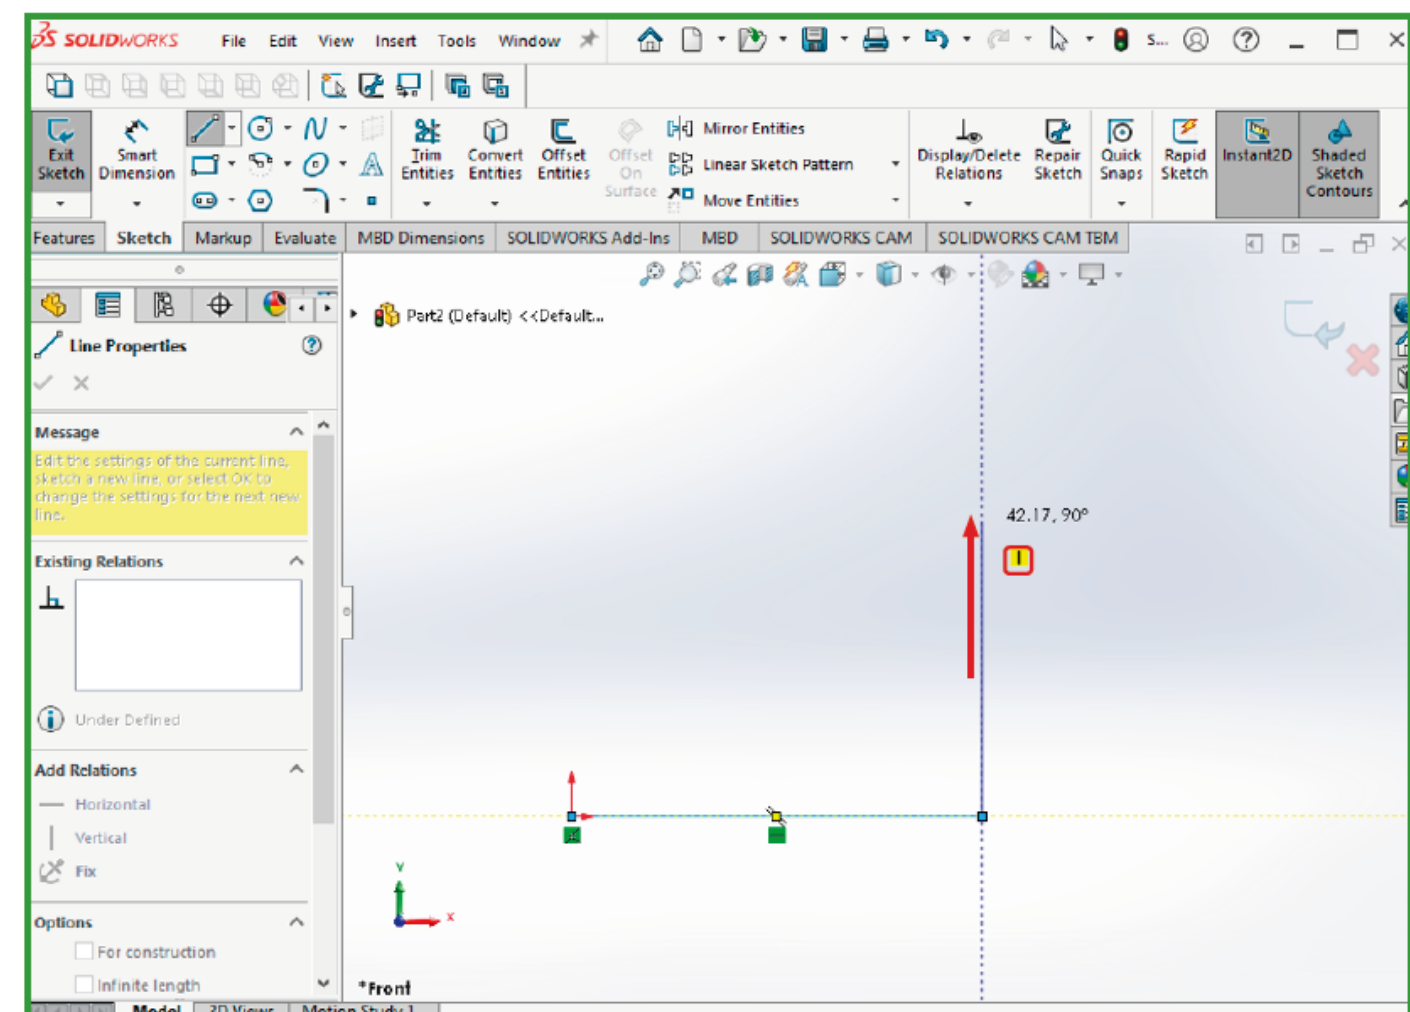 SOLIDWORKS File Edit View Insert Tools Window S...
Exit Sketch
Smart Dimension
Trim Entities
Convert Entities
Offset Entities
Offset On Surface
Mirror Entities
Linear Sketch Pattern
Move Entities
Display/Delete Relations
Repair Sketch
Quick Snaps
Rapid Sketch
Instant2D
Shaded Sketch Contours
Features Sketch Markup Evaluate MBD Dimensions SOLIDWORKS Add-Ins MBD SOLIDWORKS CAM SOLIDWORKS CAM TBM
Part2 (Default) <<Default...
Line Properties
Message
Edit the settings of the current line,
sketch a new line, or select OK to
change the settings for the next new
line.
Existing Relations
Under Defined
Add Relations
Horizontal
Vertical
Fix
Options
For construction
Infinite length
42.17, 90°
Y
X
*Front
Model 3D Views Motion Study 1